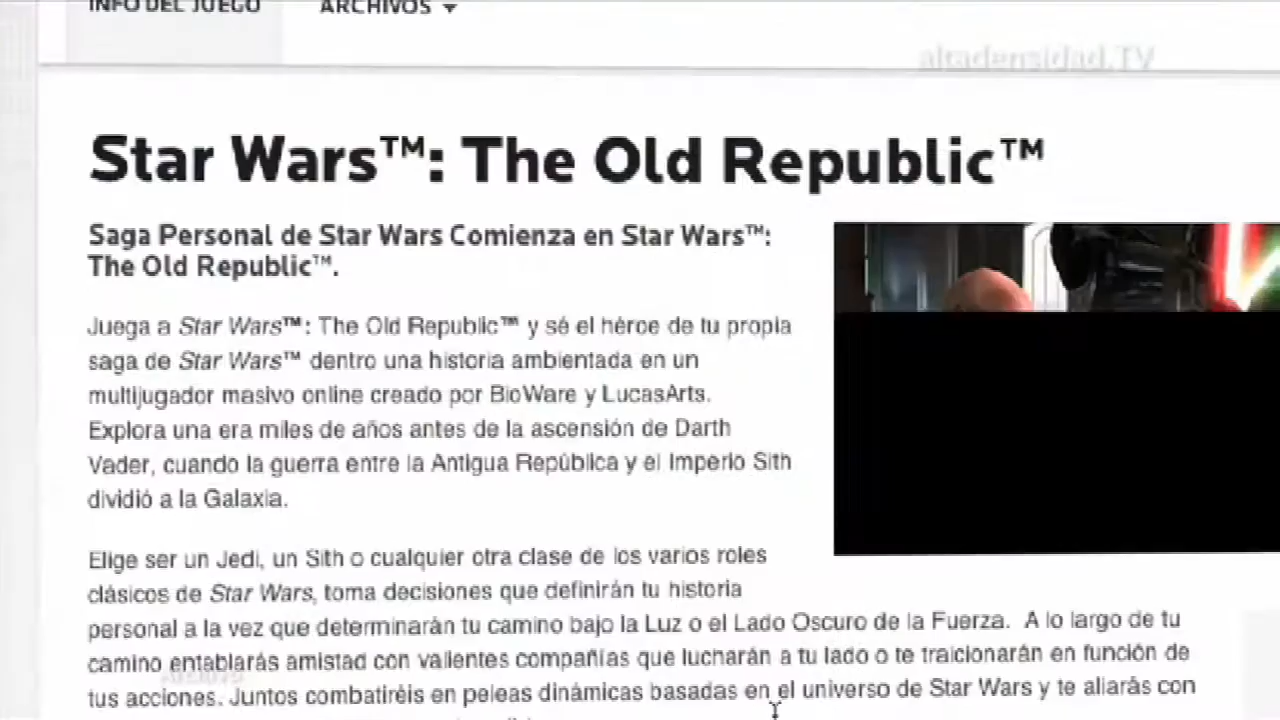 INFO DEL JUEGO ARCHIVOS
altadensidad.TV
Star Wars™: The Old Republic™
Saga Personal de Star Wars Comienza en Star Wars™:
The Old Republic™.
Juega a Star Wars™: The Old Republic™ y sé el héroe de tu propia
saga de Star Wars™ dentro una historia ambientada en un
multijugador masivo online creado por BioWare y LucasArts.
Explora una era miles de años antes de la ascensión de Darth
Vader, cuando la guerra entre la Antigua República y el Imperio Sith
dividió a la Galaxia.
Elige ser un Jedi, un Sith o cualquier otra clase de los varios roles
clásicos de Star Wars, toma decisiones que definirán tu historia
personal a la vez que determinarán tu camino bajo la Luz o el Lado Oscuro de la Fuerza. A lo largo de tu
camino entablarás amistad con valientes compañías que lucharán a tu lado o te traicionarán en función de
tus acciones. Juntos combatiréis en peleas dinámicas basadas en el universo de Star Wars y te aliarás con